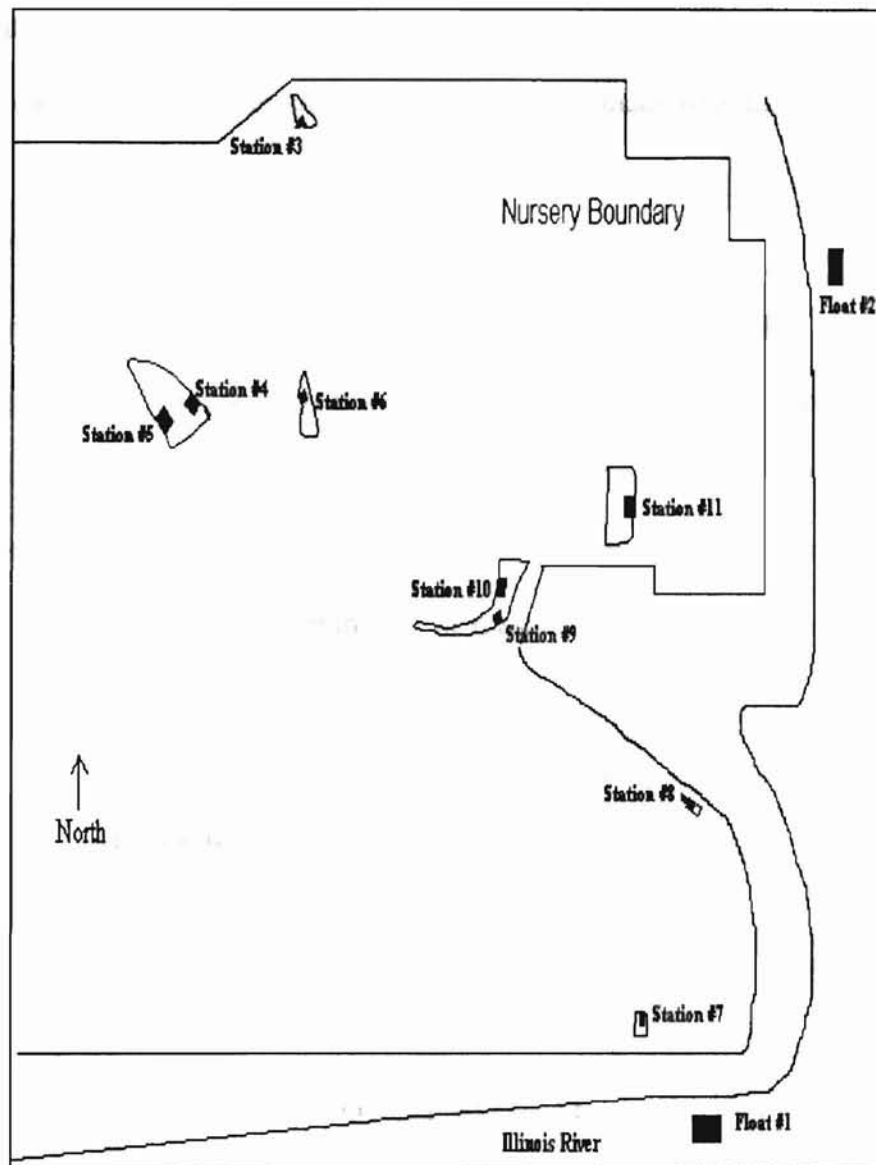 Station #3
Nursery Boundary
Float #2
Station #4
Station #6
Station #5
Station #11
Station #10
Station #9
Station #8
North
Station #7
Float #1
Illinois River